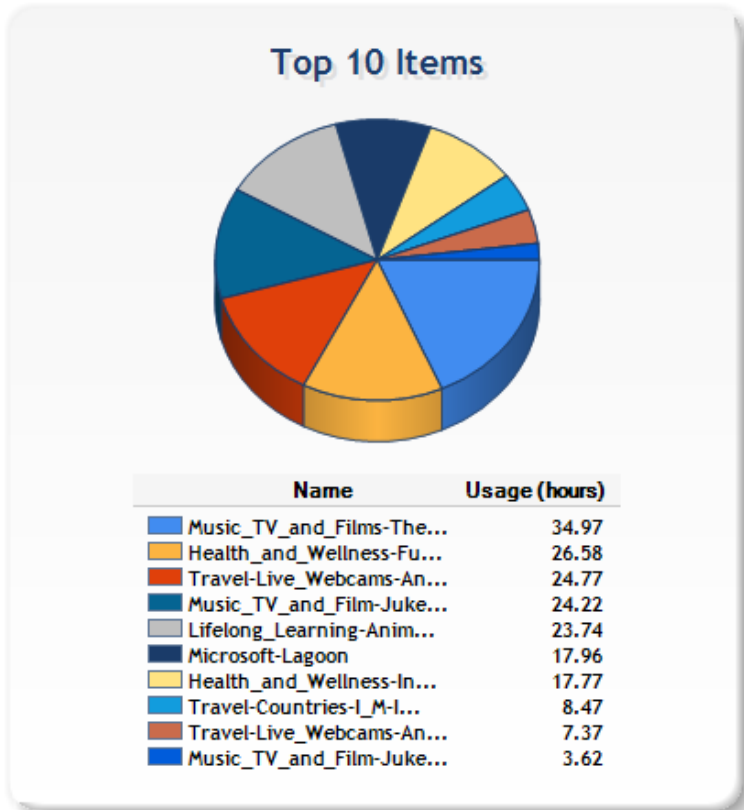 Top 10 Items
Name Usage (hours)
Music_TV_and_Films-The... 34.97
Health_and_Wellness-Fu... 26.58
Travel-Live_Webcams-An... 24.77
Music_TV_and_Film-Juke... 24.22
Lifelong_Learning-Anim... 23.74
Microsoft-Lagoon 17.96
Health_and_Wellness-In... 17.77
Travel-Countries-I_M-I... 8.47
Travel-Live_Webcams-An... 7.37
Music_TV_and_Film-Juke... 3.62